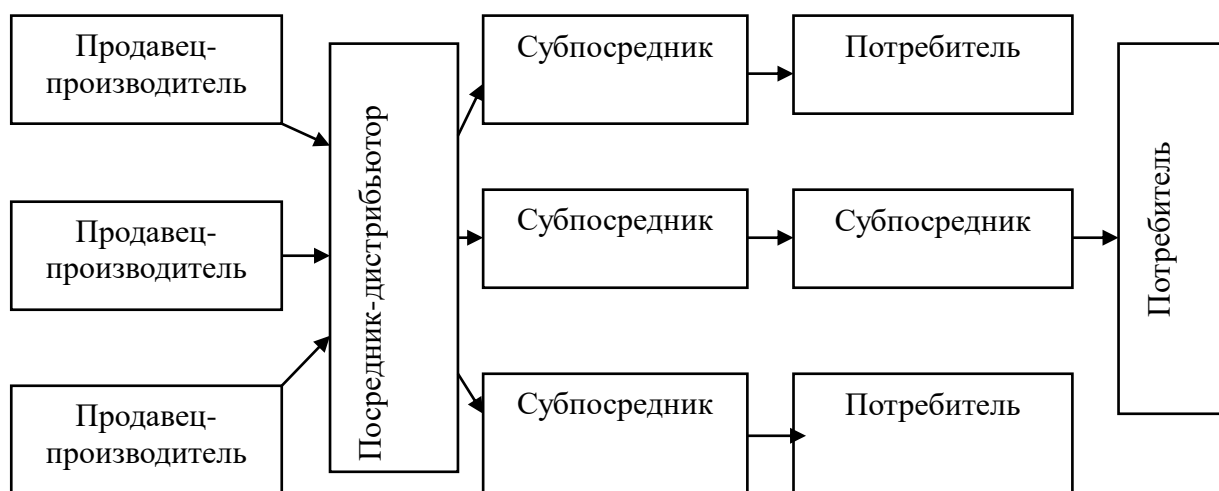 Продавец-
производитель
Продавец-
производитель
Продавец-
производитель
Посредник-дистрибьютор
Субпосредник
Потребитель
Субпосредник
Субпосредник
Субпосредник
Потребитель
Потребитель